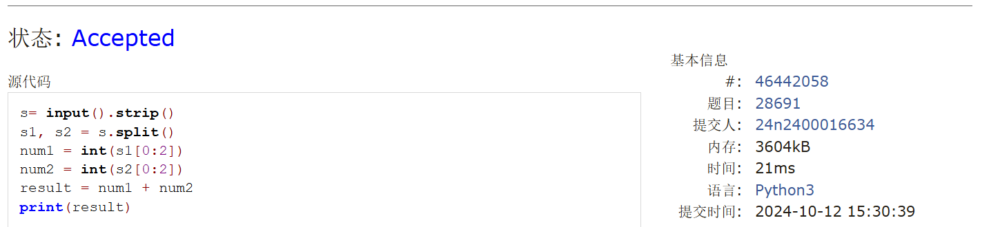 状态: Accepted
源代码
s= input().strip()
s1, s2 = s.split()
num1 = int(s1[0:2])
num2 = int(s2[0:2])
result = num1 + num2
print(result)
基本信息
#: 46442058
题目: 28691
提交人: 24n2400016634
内存: 3604kB
时间: 21ms
语言: Python3
提交时间: 2024-10-12 15:30:39